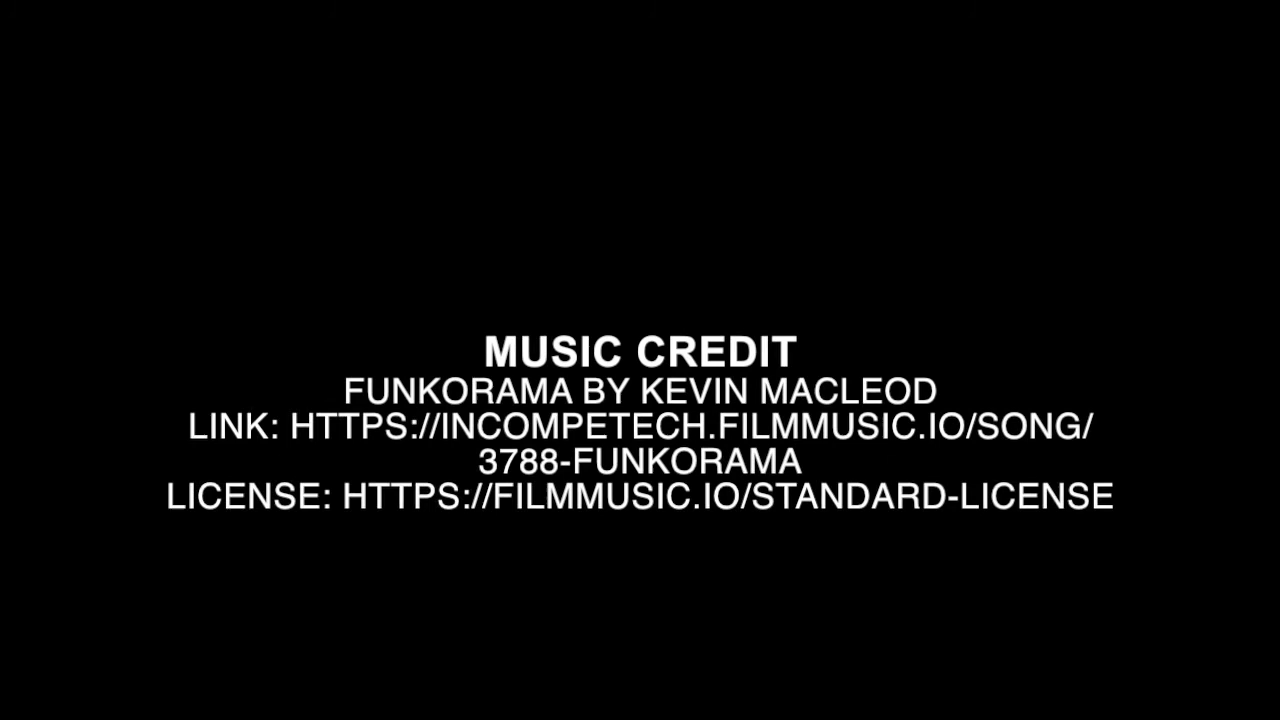 MUSIC CREDIT
FUNKORAMA BY KEVIN MACLEOD
LINK: HTTPS://INCOMPETECH.FILMMUSIC.IO/SONG/
3788-FUNKORAMA
LICENSE: HTTPS://FILMMUSIC.IO/STANDARD-LICENSE